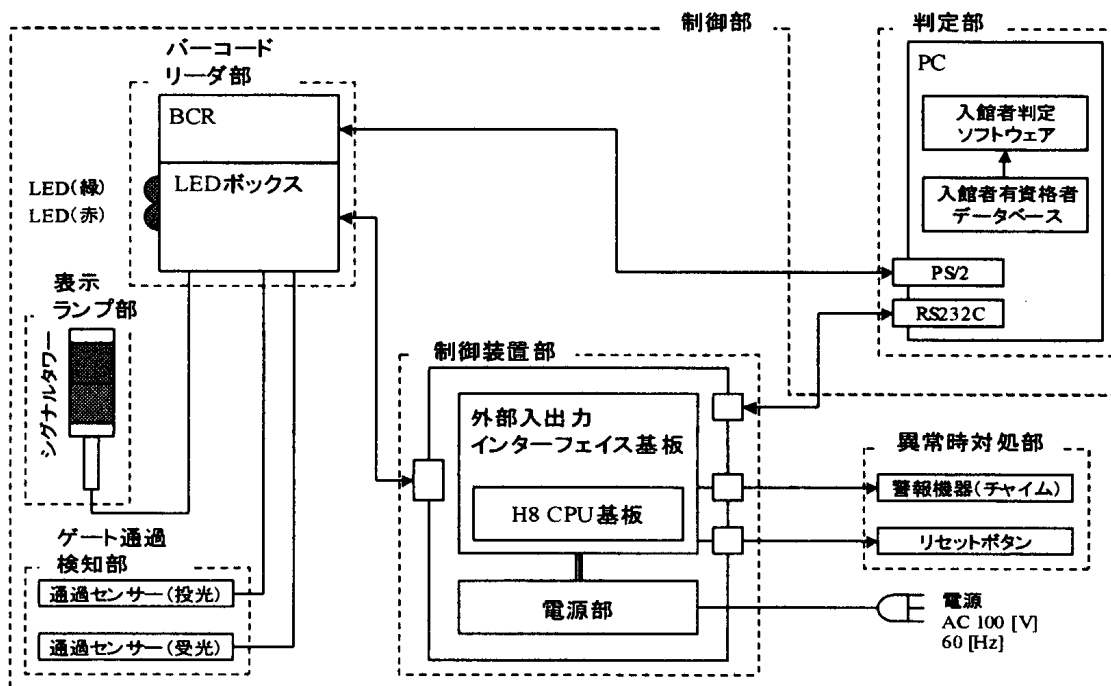 制御部
判定部
バーコード
リーダ部
PC
BCR
入館者判定
ソフトウェア
LEDボックス
LED(緑)
LED(赤)
入館者有資格者
データベース
PS/2
RS232C
表示
ランプ部
シグナルタワー
制御装置部
外部入出力
インターフェイス基板
H8 CPU基板
異常時対処部
警報機器(チャイム)
リセットボタン
ゲート通過
検知部
通過センサー(投光)
通過センサー(受光)
電源部
電源
AC 100 [V]
60 [Hz]